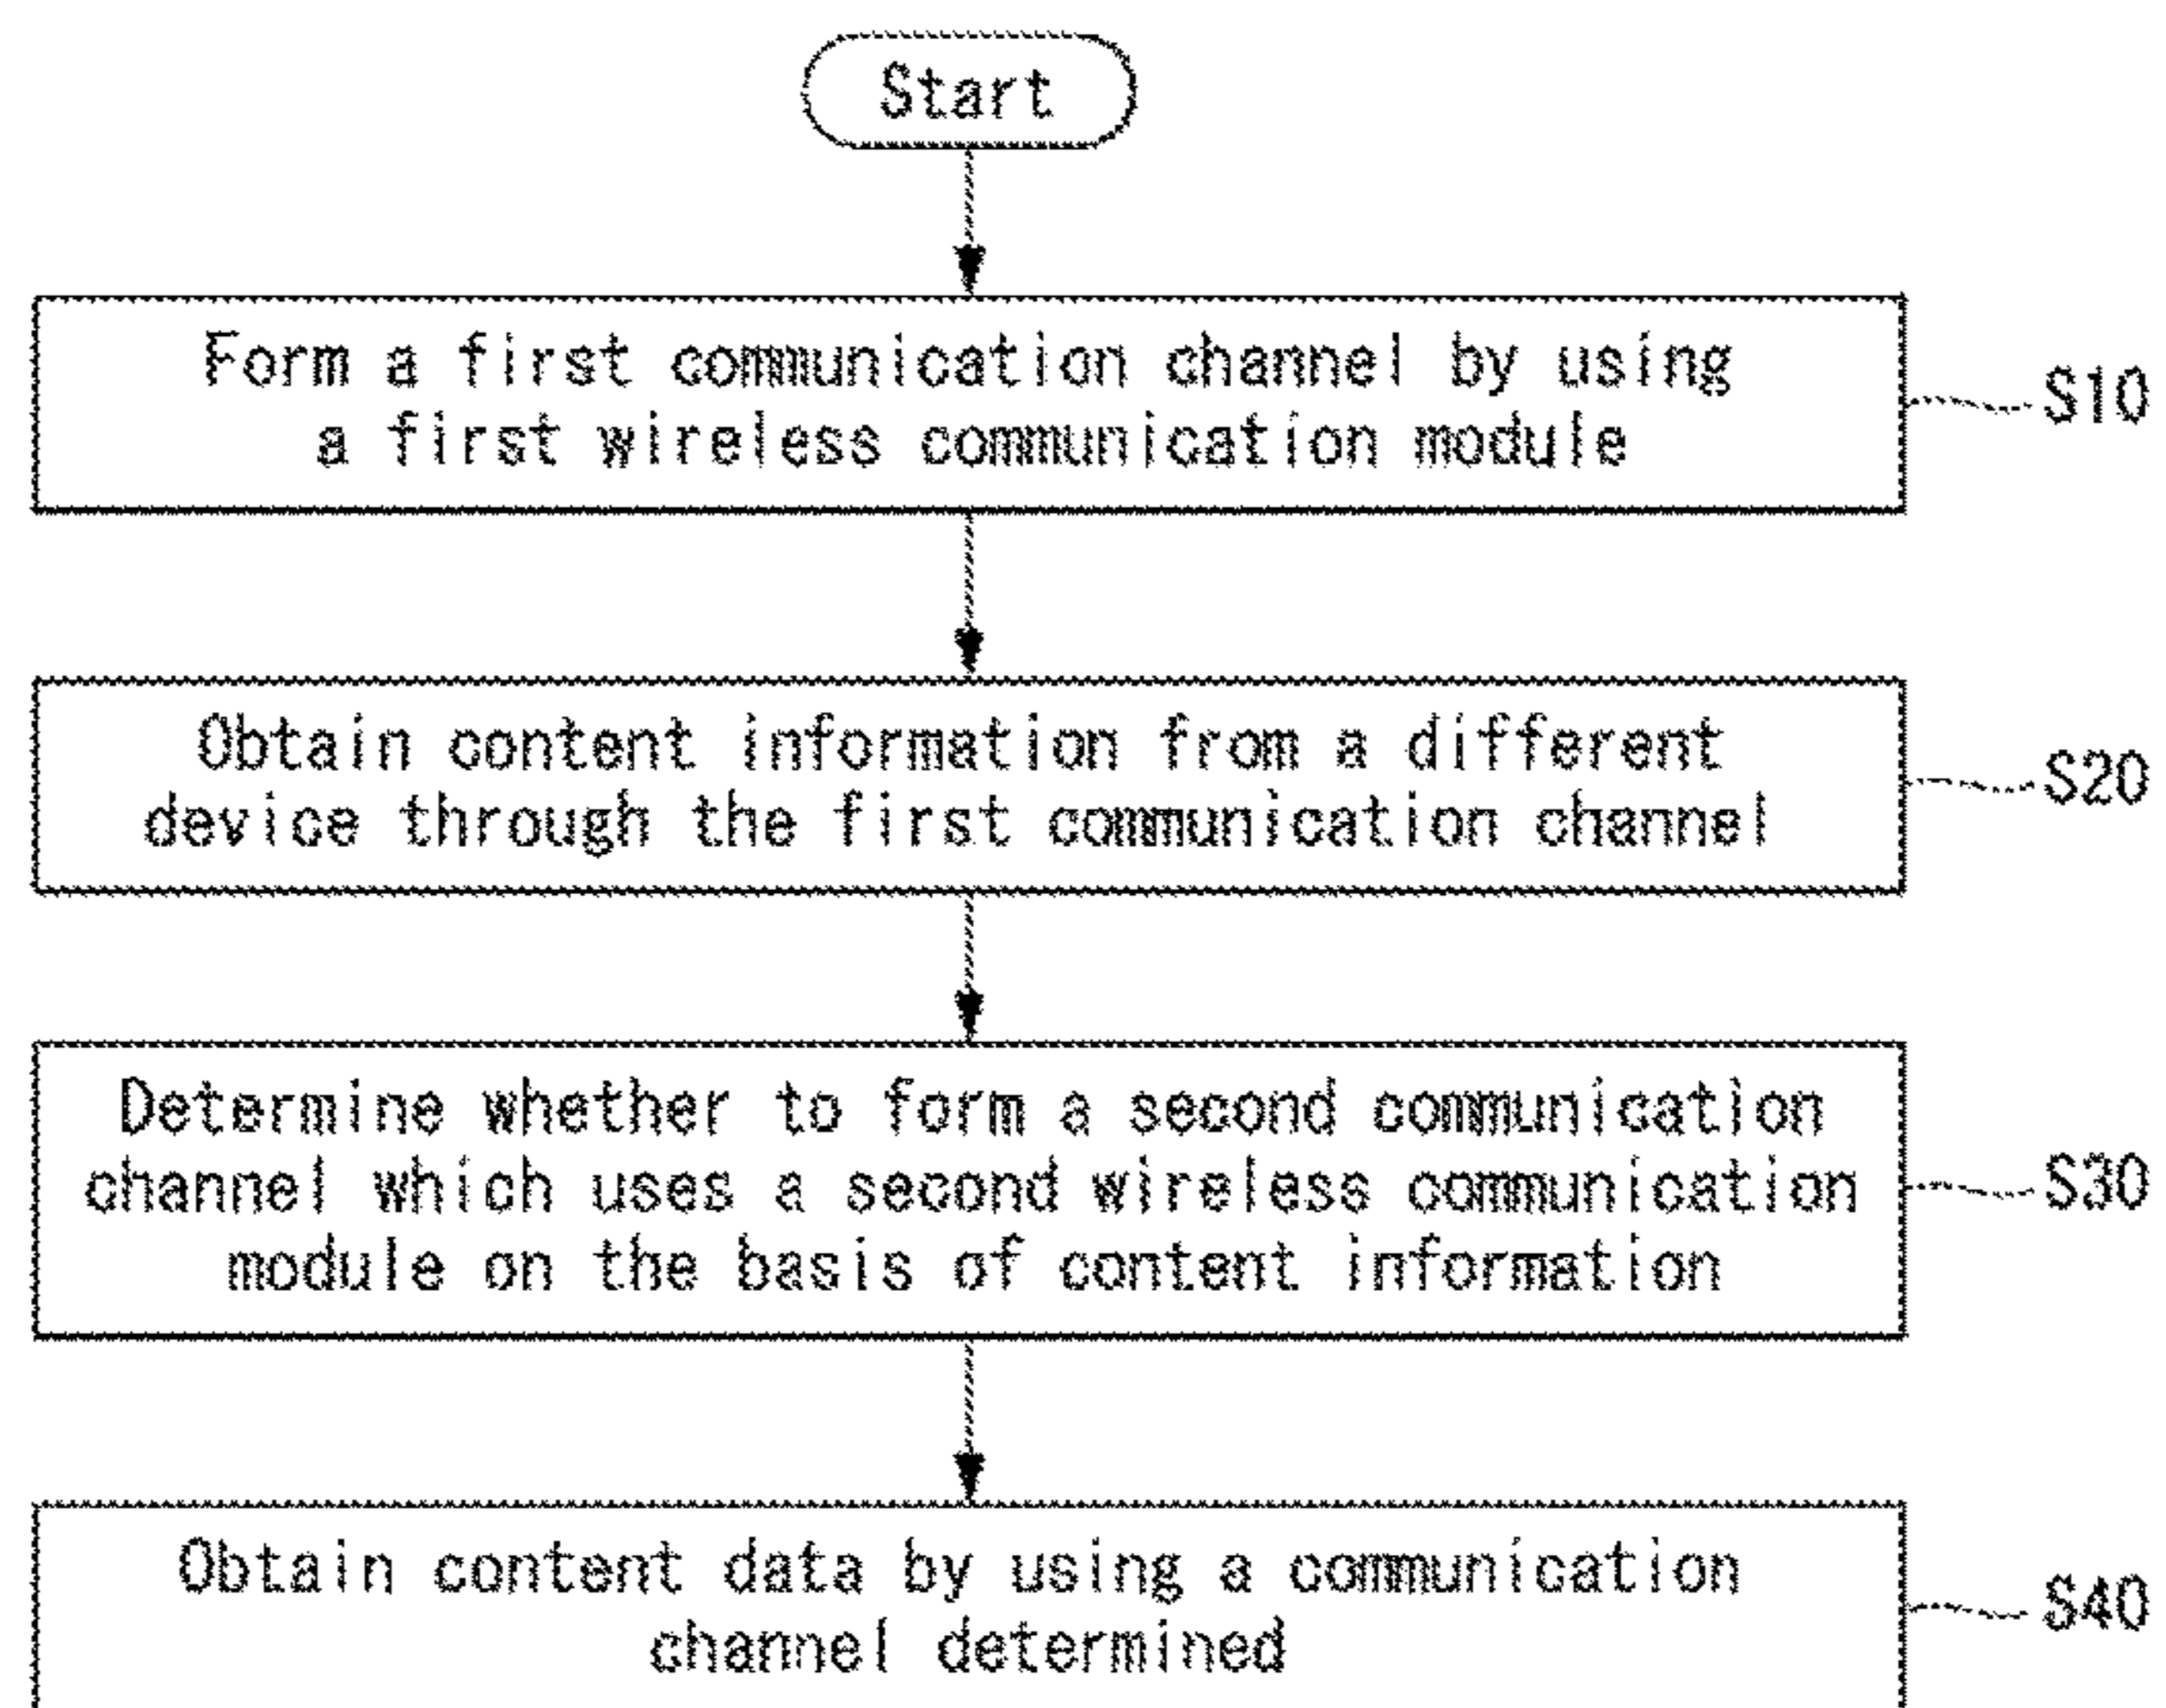 Start
Form a first communication channel by using
a first wireless communication module
S10
Obtain content information from a different
device through the first communication channel
S20
Determine whether to form a second communication
channel which uses a second wireless communication
module on the basis of content information
S30
Obtain content data by using a communication
channel determined
S40